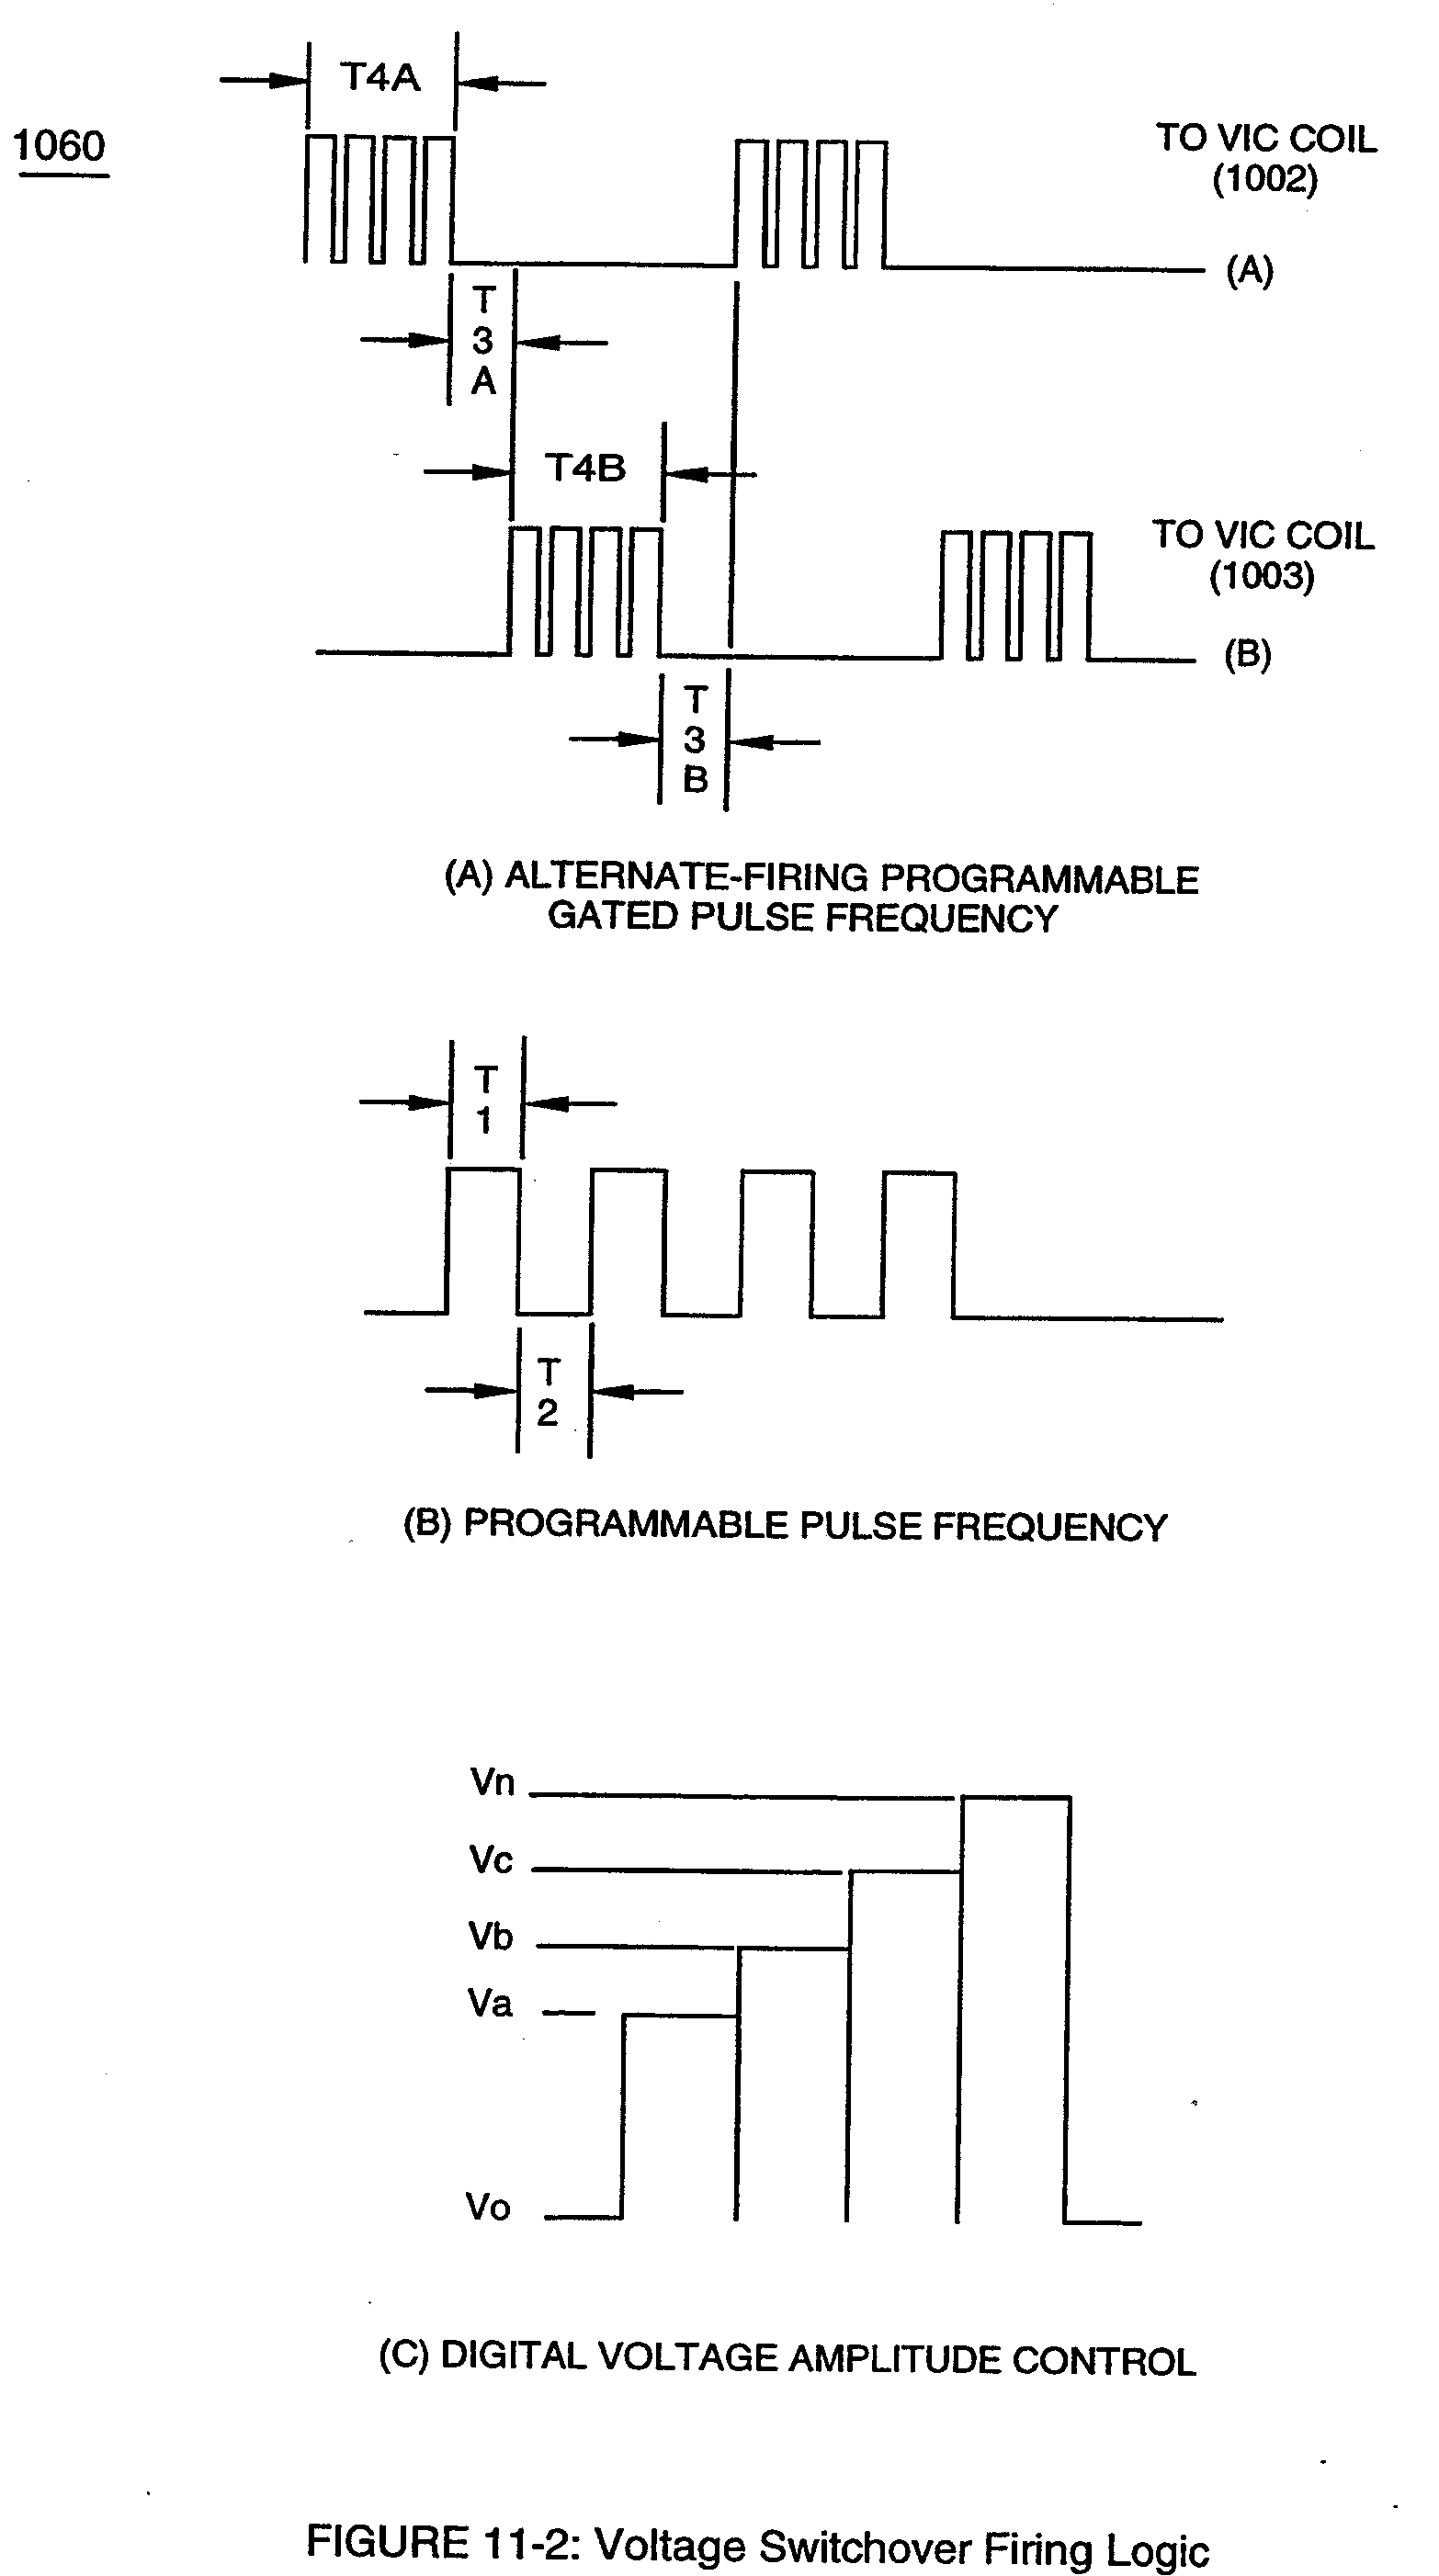 T4A
1060
TO VIC COIL
(1002)
(A)
T
3
A
T4B
TO VIC COIL
(1003)
(B)
T
3
B
(A) ALTERNATE-FIRING PROGRAMMABLE
GATED PULSE FREQUENCY
T
1
T
2
(B) PROGRAMMABLE PULSE FREQUENCY
Vn
Vc
Vb
Va
Vo
(C) DIGITAL VOLTAGE AMPLITUDE CONTROL
FIGURE 11-2: Voltage Switchover Firing Logic